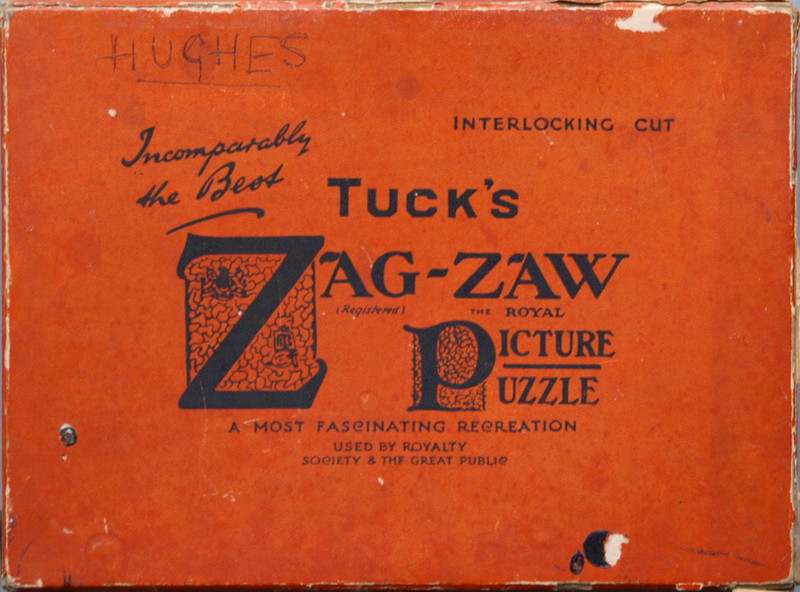 HUGHES
INTERLOCKING CUT
Incomparably
the Best
TUCK'S
ZAG-ZAW
(Registered)
THE ROYAL
PICTURE
PUZZLE
A MOST FASCINATING RECREATION
USED BY ROYALTY
SOCIETY & THE GREAT PUBLIC